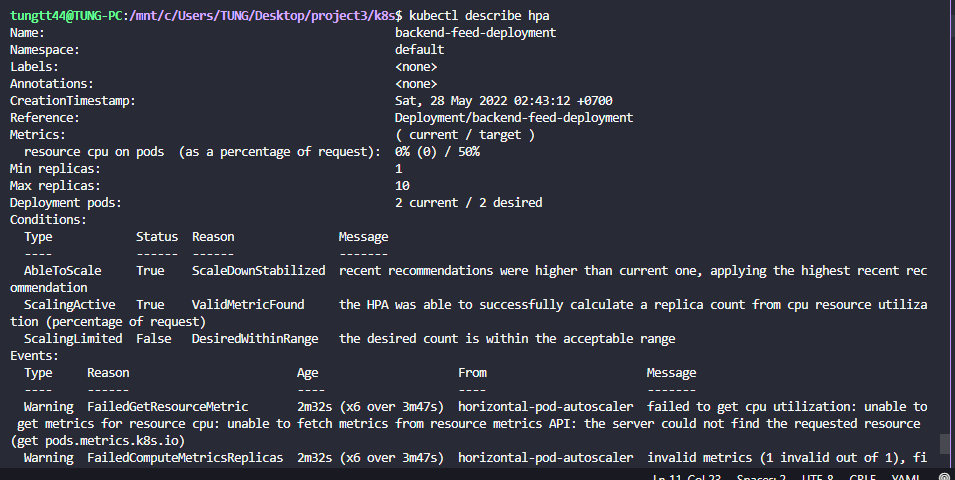 tungtt44@TUNG-PC:/mnt/c/Users/TUNG/Desktop/project3/k8s$ kubectl describe hpa
Name: backend-feed-deployment
Namespace: default
Labels: <none>
Annotations: <none>
CreationTimestamp: Sat, 28 May 2022 02:43:12 +0700
Reference: Deployment/backend-feed-deployment
Metrics: ( current / target )
resource cpu on pods (as a percentage of request): 0% (0) / 50%
Min replicas: 1
Max replicas: 10
Deployment pods: 2 current / 2 desired
Conditions:
Type Status Reason Message
---- ------ ------ -------
AbleToScale True ScaleDownStabilized recent recommendations were higher than current one, applying the highest recent rec
ommendation
ScalingActive True ValidMetricFound the HPA was able to successfully calculate a replica count from cpu resource utiliza
tion (percentage of request)
ScalingLimited False DesiredWithinRange the desired count is within the acceptable range
Events:
Type Reason Age From Message
---- ------ ---- ---- -------
Warning FailedGetResourceMetric 2m32s (x6 over 3m47s) horizontal-pod-autoscaler failed to get cpu utilization: unable to
get metrics for resource cpu: unable to fetch metrics from resource metrics API: the server could not find the requested resource
(get pods.metrics.k8s.io)
Warning FailedComputeMetricsReplicas 2m32s (x6 over 3m47s) horizontal-pod-autoscaler invalid metrics (1 invalid out of 1), fi
Ln 11, Col 23 Spaces: 2 UTF-8 CRLF YAML